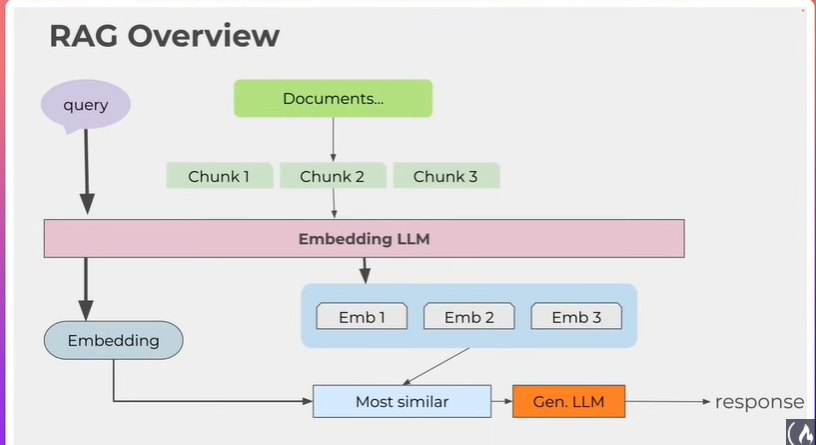 RAG Overview
query
Documents...
Chunk 1
Chunk 2
Chunk 3
Embedding LLM
Emb 1
Emb 2
Emb 3
Embedding
Most similar
Gen. LLM
response